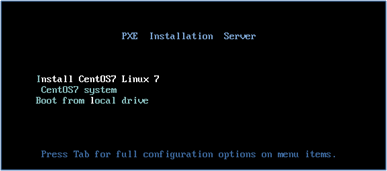 PXE Installation Server
Install CentOS7 Linux 7
CentOS7 system
Boot from local drive
Press Tab for full configuration options on menu items.